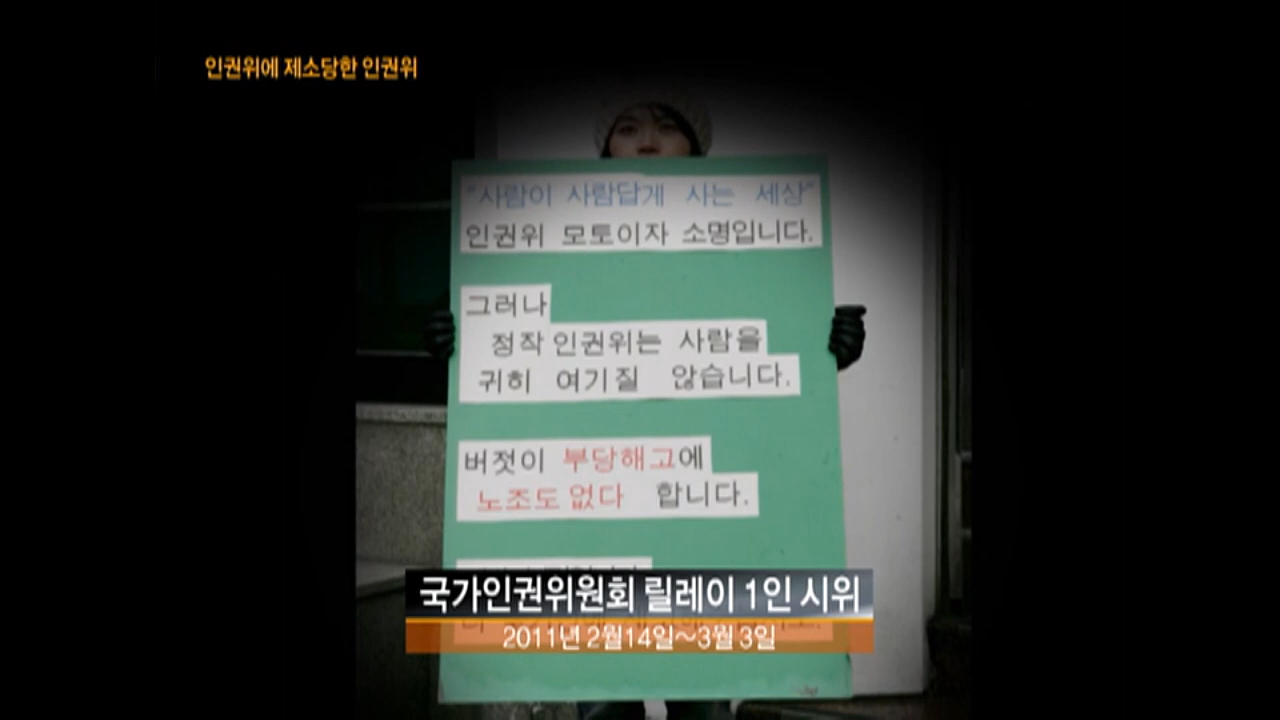 인권위에 제소당한 인권위
"사람이 사람답게 사는 세상"
인권위 모토이자 소명입니다.
그러나
정작 인권위는 사람을
귀히 여기질 않습니다.
버젓이 부당해고에
노조도 없다 합니다.
국가인권위원회 릴레이 1인 시위
2011년 2월14일~3월 3일